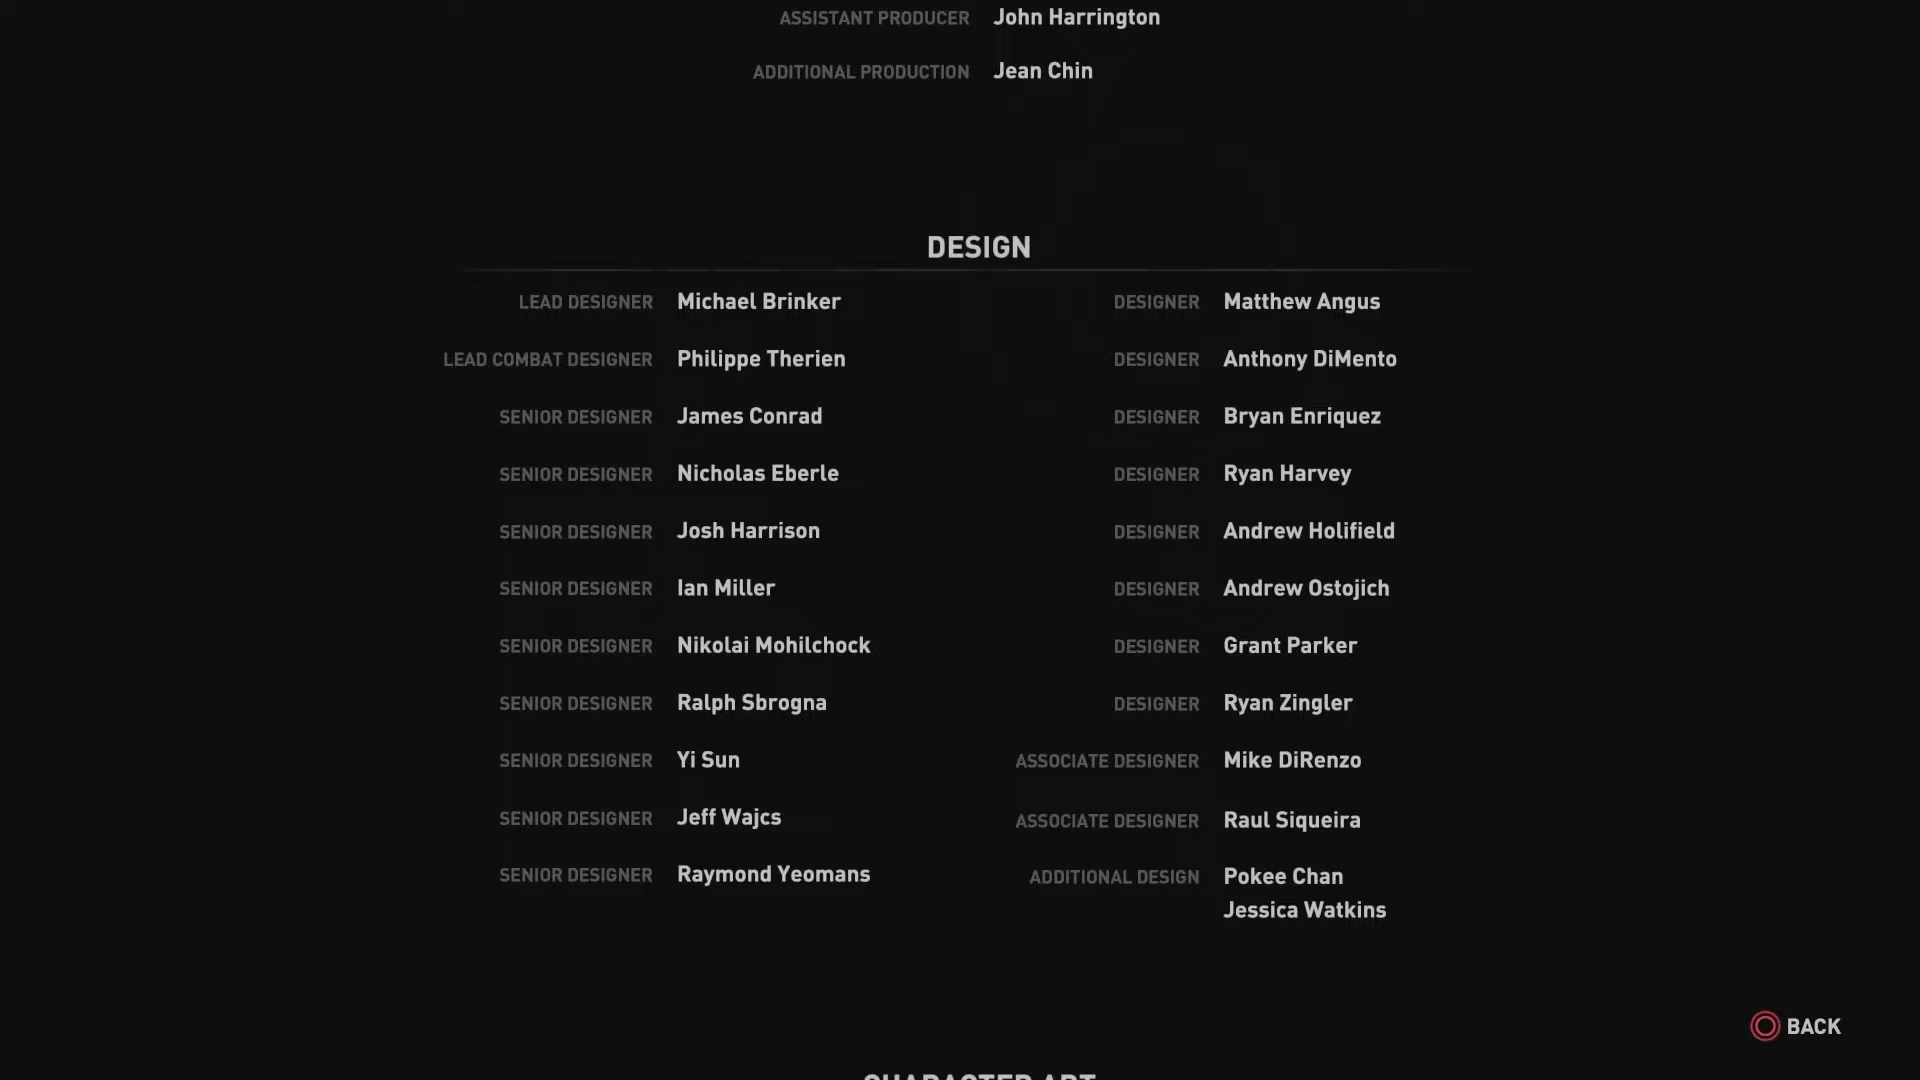 ASSISTANT PRODUCER John Harrington
ADDITIONAL PRODUCTION Jean Chin
DESIGN
LEAD DESIGNER Michael Brinker
LEAD COMBAT DESIGNER Philippe Therien
SENIOR DESIGNER James Conrad
SENIOR DESIGNER Nicholas Eberle
SENIOR DESIGNER Josh Harrison
SENIOR DESIGNER Ian Miller
SENIOR DESIGNER Nikolai Mohilchock
SENIOR DESIGNER Ralph Sbrogna
SENIOR DESIGNER Yi Sun
SENIOR DESIGNER Jeff Wajcs
SENIOR DESIGNER Raymond Yeomans
DESIGNER Matthew Angus
DESIGNER Anthony DiMento
DESIGNER Bryan Enriquez
DESIGNER Ryan Harvey
DESIGNER Andrew Holifield
DESIGNER Andrew Ostojich
DESIGNER Grant Parker
DESIGNER Ryan Zingler
ASSOCIATE DESIGNER Mike DiRenzo
ASSOCIATE DESIGNER Raul Siqueira
ADDITIONAL DESIGN Pokee Chan
Jessica Watkins
BACK
CHARACTER ART